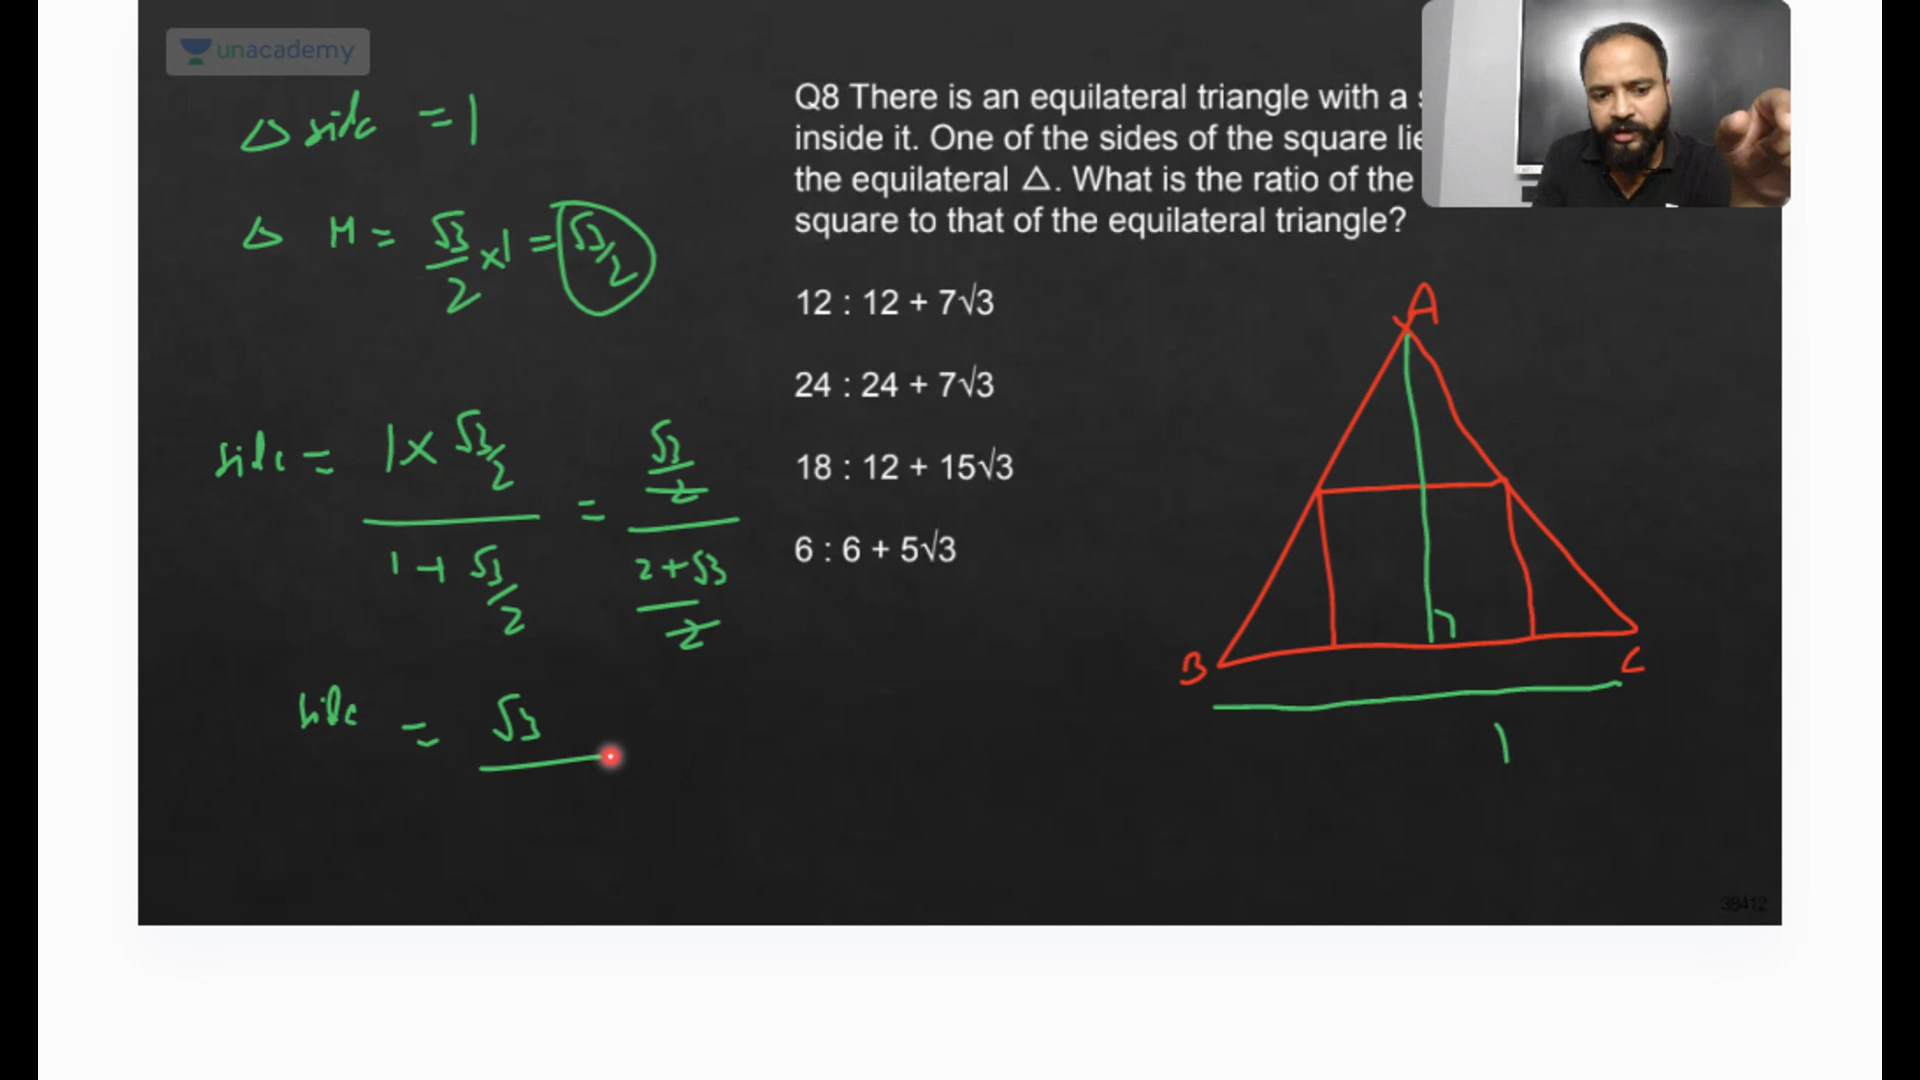 unacademy
△ side = 1
△ H = √3/2 x 1 = √3/2
side = 1 x √3/2 / 1 + √3/2 = √3/2 / 2+√3/2
side = √3
Q8 There is an equilateral triangle with a
inside it. One of the sides of the square lie
the equilateral △. What is the ratio of the
square to that of the equilateral triangle?
12 : 12 + 7√3
24 : 24 + 7√3
18 : 12 + 15√3
6 : 6 + 5√3
A
B
C
1
38412